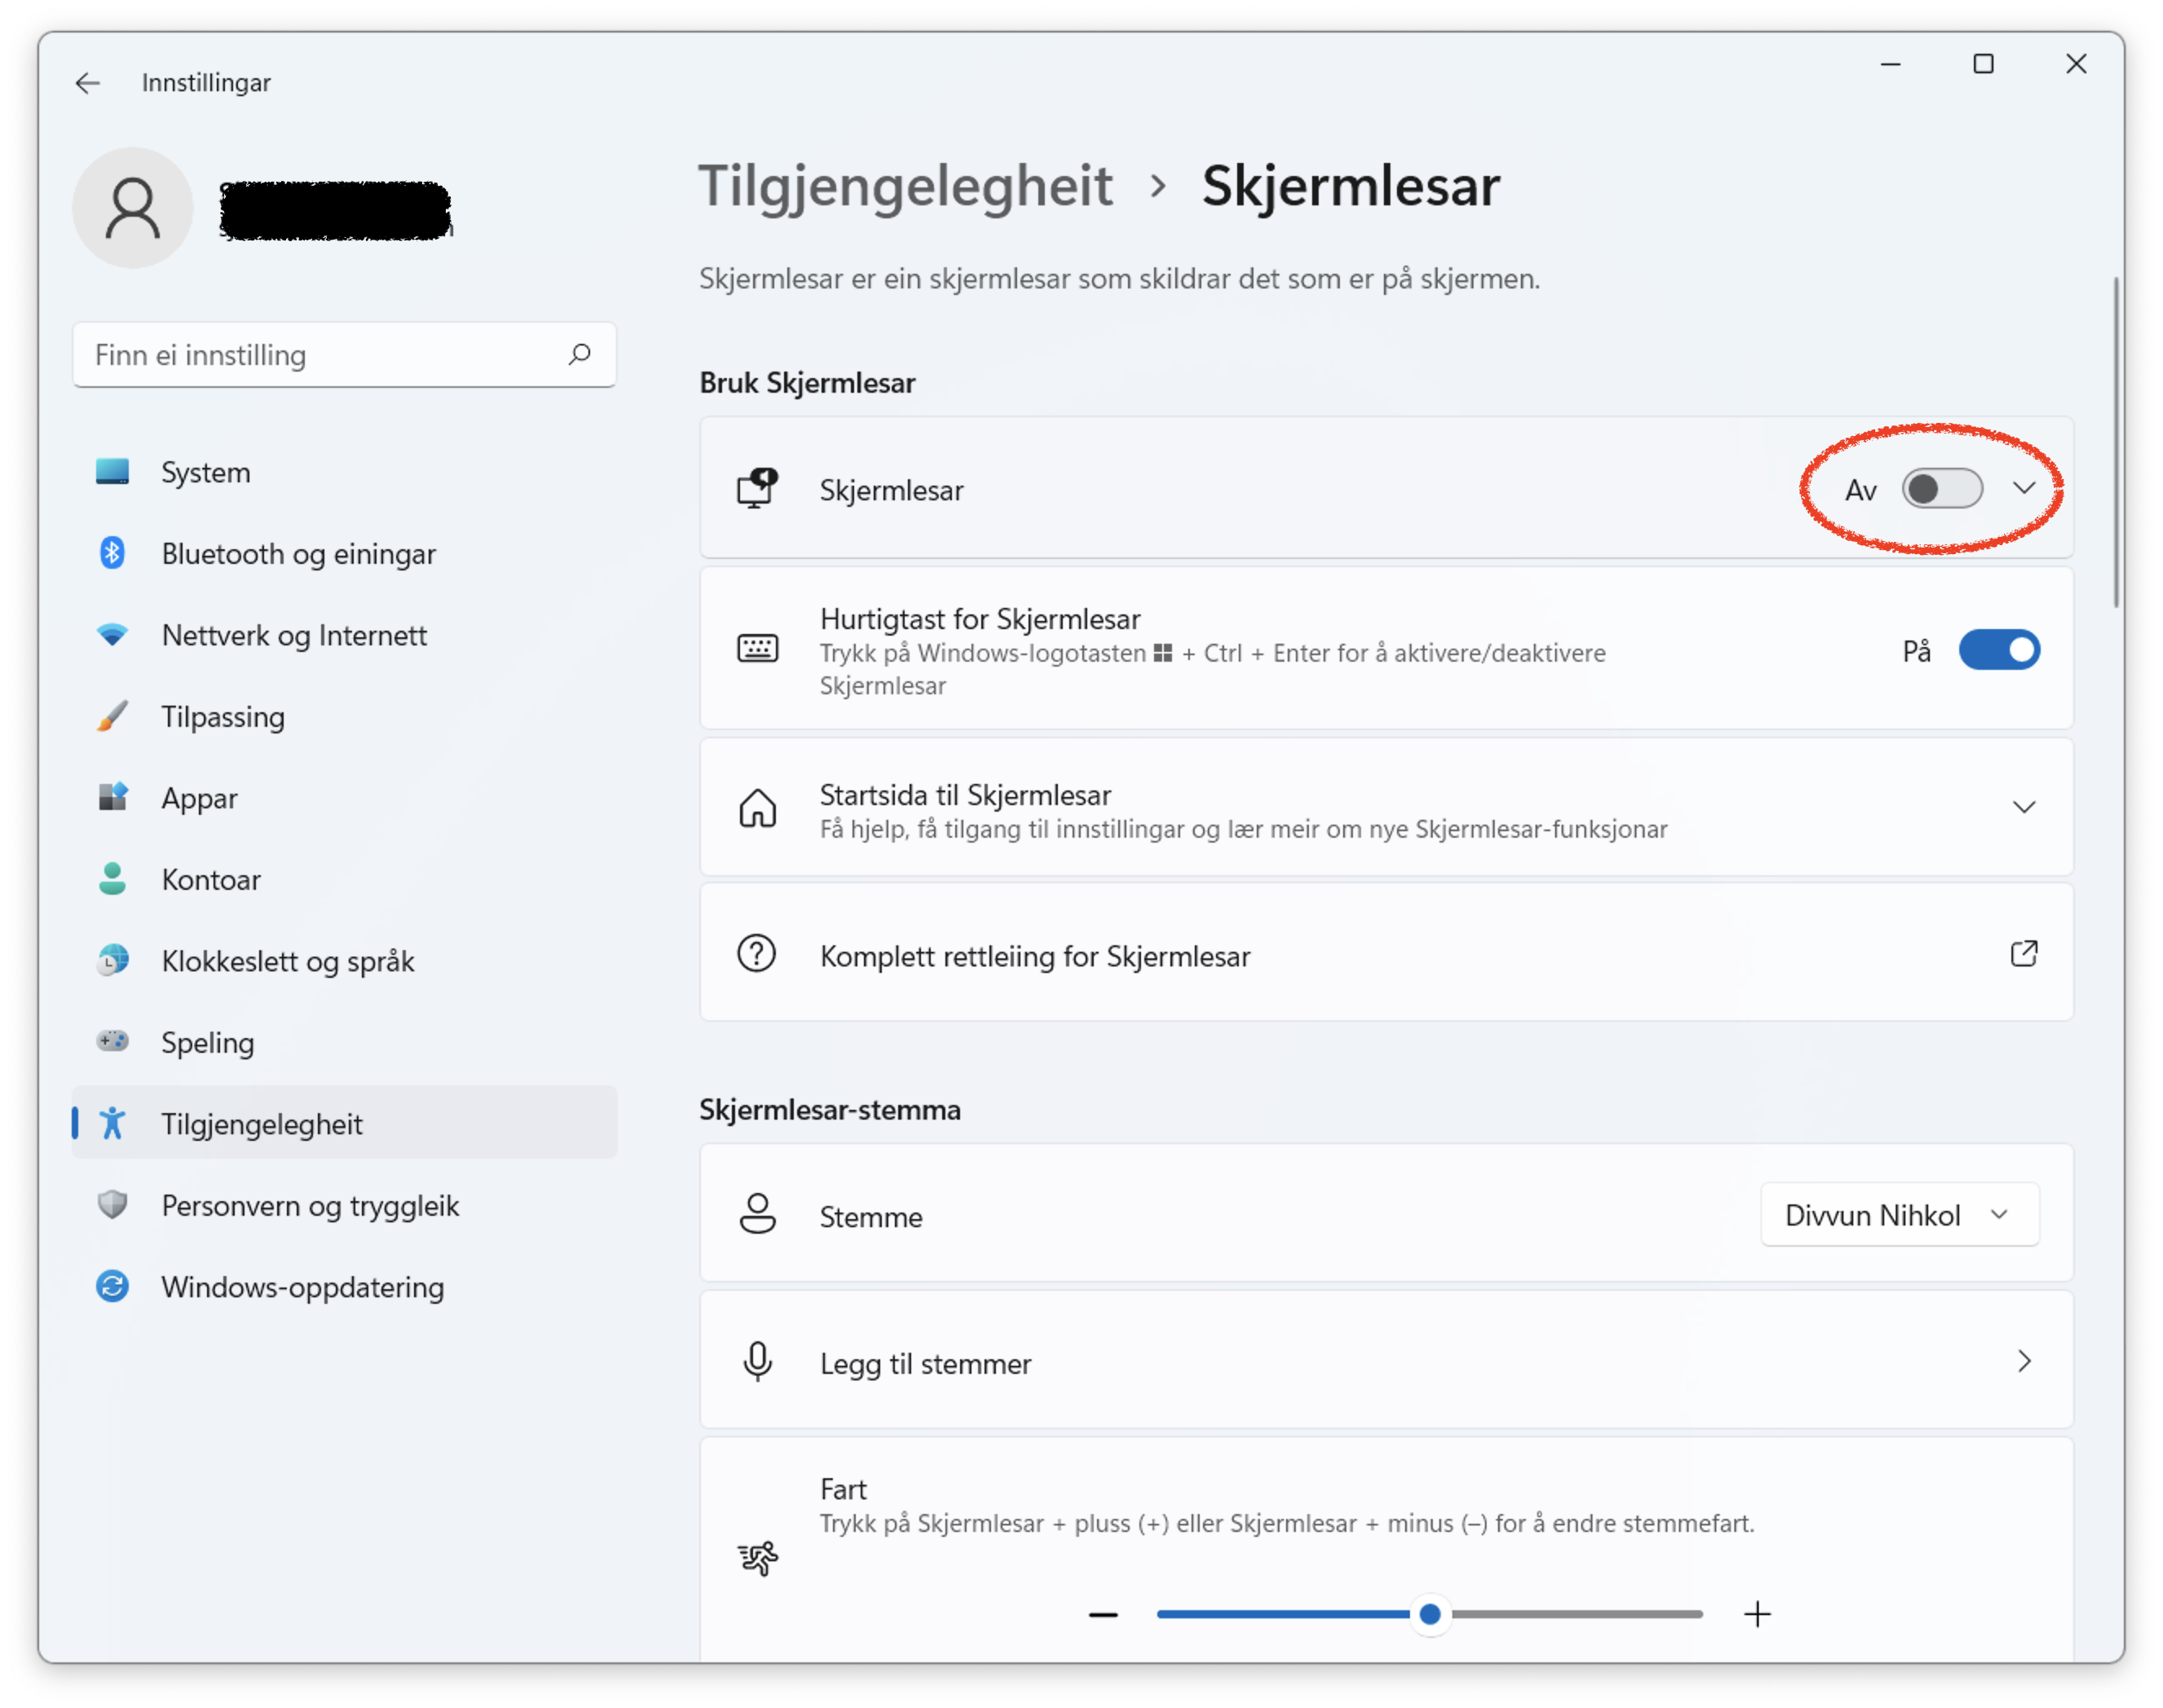 Innstillingar
Finn ei innstilling
System
Bluetooth og einingar
Nettverk og Internett
Tilpassing
Appar
Kontoar
Klokkeslett og språk
Speling
Tilgjengelegheit
Personvern og tryggleik
Windows-oppdatering
Tilgjengelegheit › Skjermlesar
Skjermlesar er ein skjermlesar som skildrar det som er på skjermen.
Bruk Skjermlesar
Skjermlesar Av
Hurtigtast for Skjermlesar
Trykk på Windows-logotasten + Ctrl + Enter for å aktivere/deaktivere
Skjermlesar
På
Startsida til Skjermlesar
Få hjelp, få tilgang til innstillingar og lær meir om nye Skjermlesar-funksjonar
Komplett rettleiing for Skjermlesar
Skjermlesar-stemma
Stemme Divvun Nihkol
Legg til stemmer
Fart
Trykk på Skjermlesar + pluss (+) eller Skjermlesar + minus (–) for å endre stemmefart.